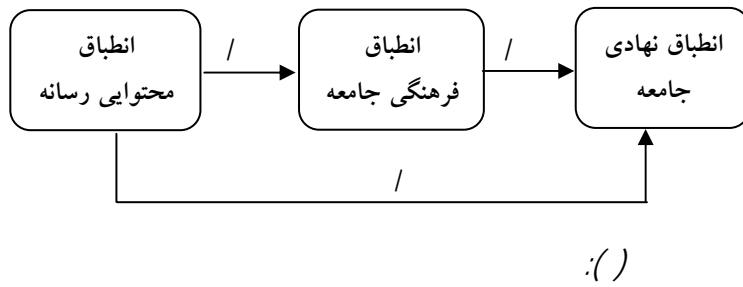 انطباق نهادی
جامعه
/
انطباق
فرهنگی جامعه
/
انطباق
محتوایی رسانه
/
( ):